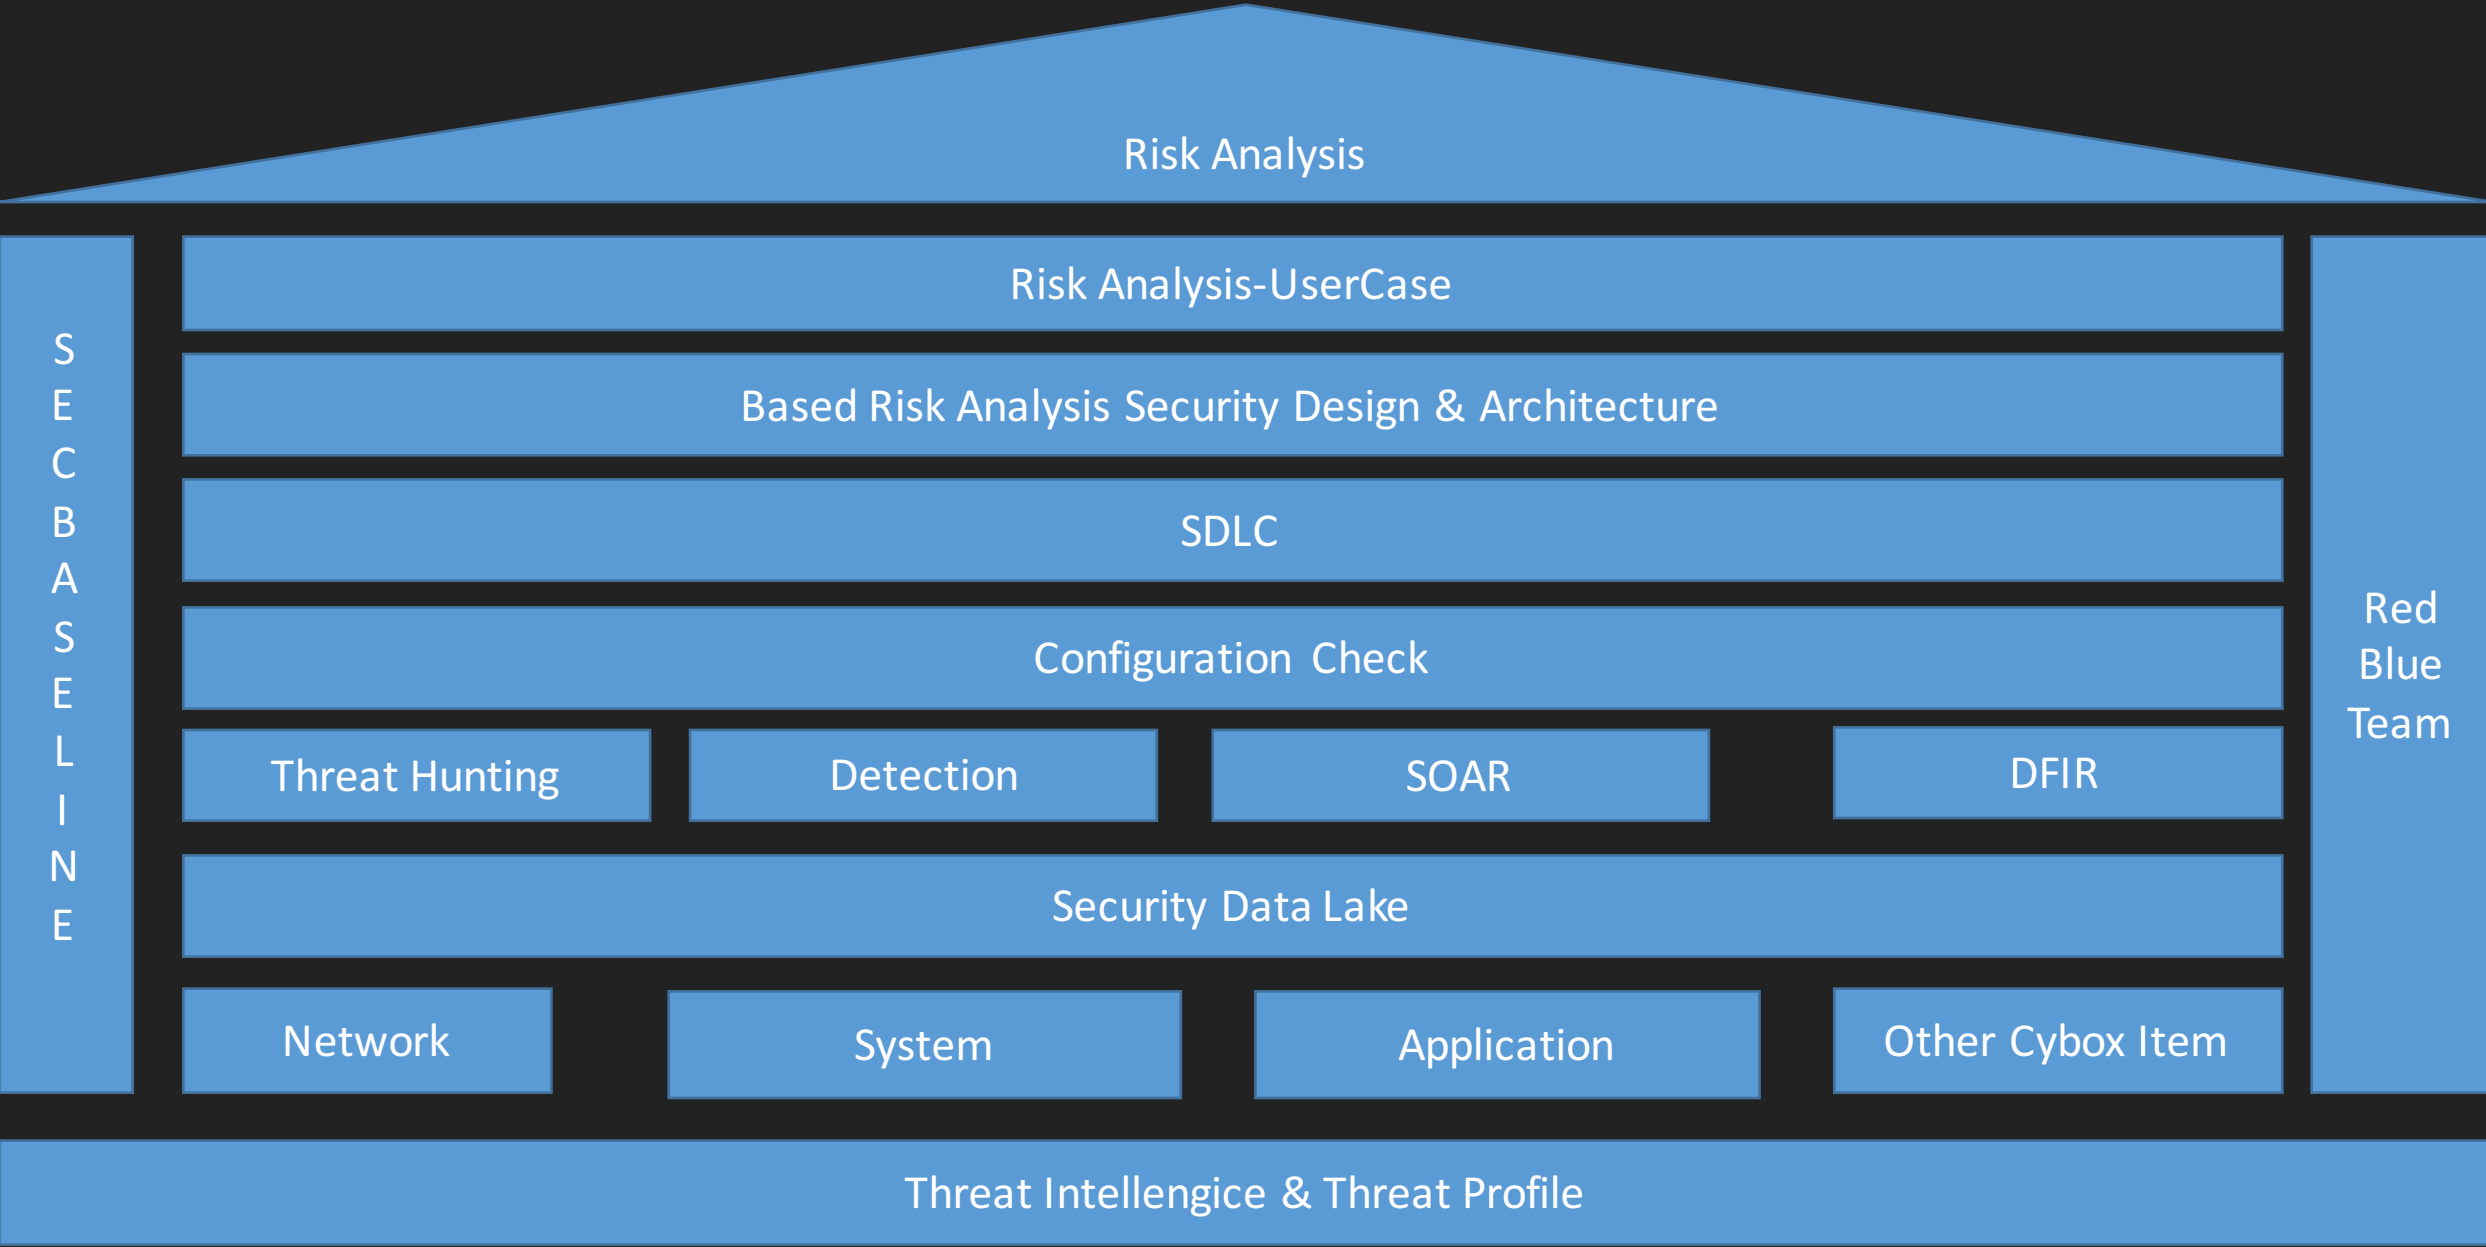 Risk Analysis
S
E
C
B
A
S
E
L
I
N
E
Risk Analysis-UserCase
Based Risk Analysis Security Design & Architecture
SDLC
Configuration Check
Threat Hunting
Detection
SOAR
DFIR
Security Data Lake
Network
System
Application
Other Cybox Item
Red
Blue
Team
Threat Intellengice & Threat Profile